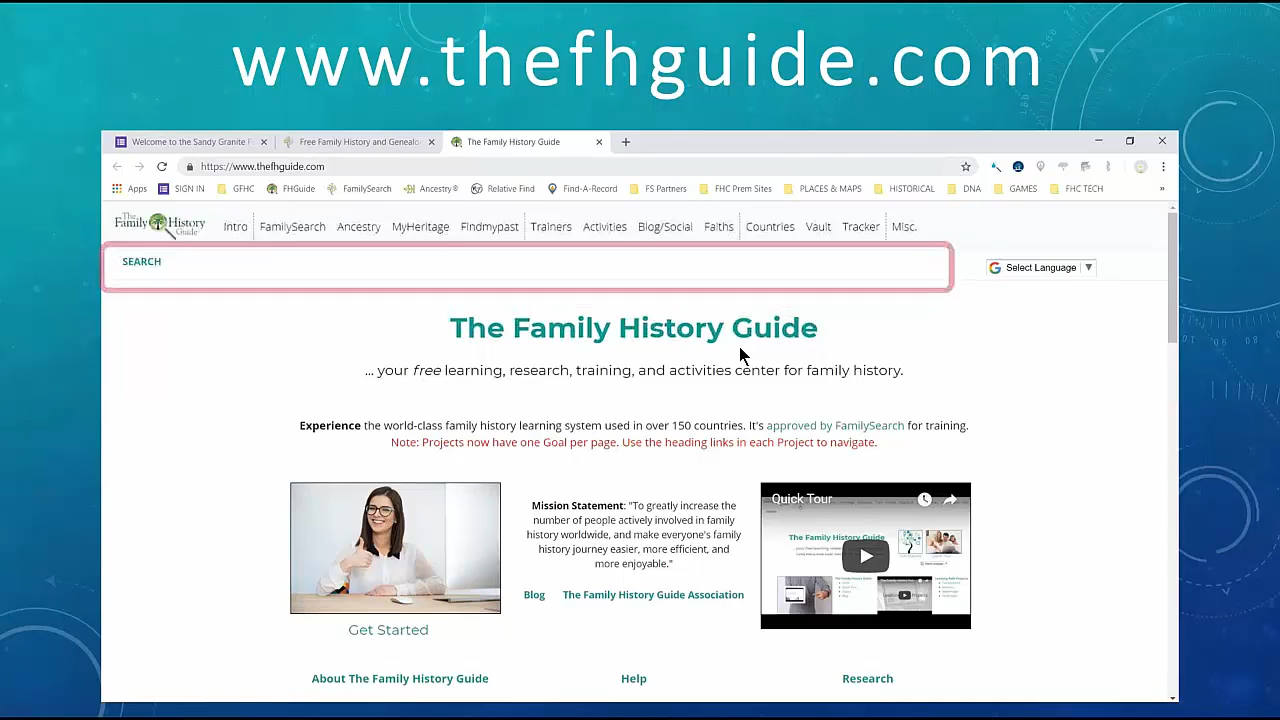 www.thefhguide.com
Welcome to the Sandy Granite
Free Family History and Genealo
The Family History Guide
https://www.thefhguide.com
Apps SIGN IN GFHC FHGuide FamilySearch Ancestry® Relative Find Find-A-Record FS Partners FHC Prem Sites PLACES & MAPS HISTORICAL DNA GAMES FHC TECH »
The Family History Guide
Intro FamilySearch Ancestry MyHeritage Findmypast Trainers Activities Blog/Social Faiths Countries Vault Tracker Misc.
SEARCH
Select Language
The Family History Guide
... your free learning, research, training, and activities center for family history.
Experience the world-class family history learning system used in over 150 countries. It's approved by FamilySearch for training.
Note: Projects now have one Goal per page. Use the heading links in each Project to navigate.
Mission Statement: "To greatly increase the
number of people actively involved in family
history worldwide, and make everyone's family
history journey easier, more efficient, and
more enjoyable."
Blog The Family History Guide Association
Quick Tour
The Family History Guide
Get Started
About The Family History Guide Help Research